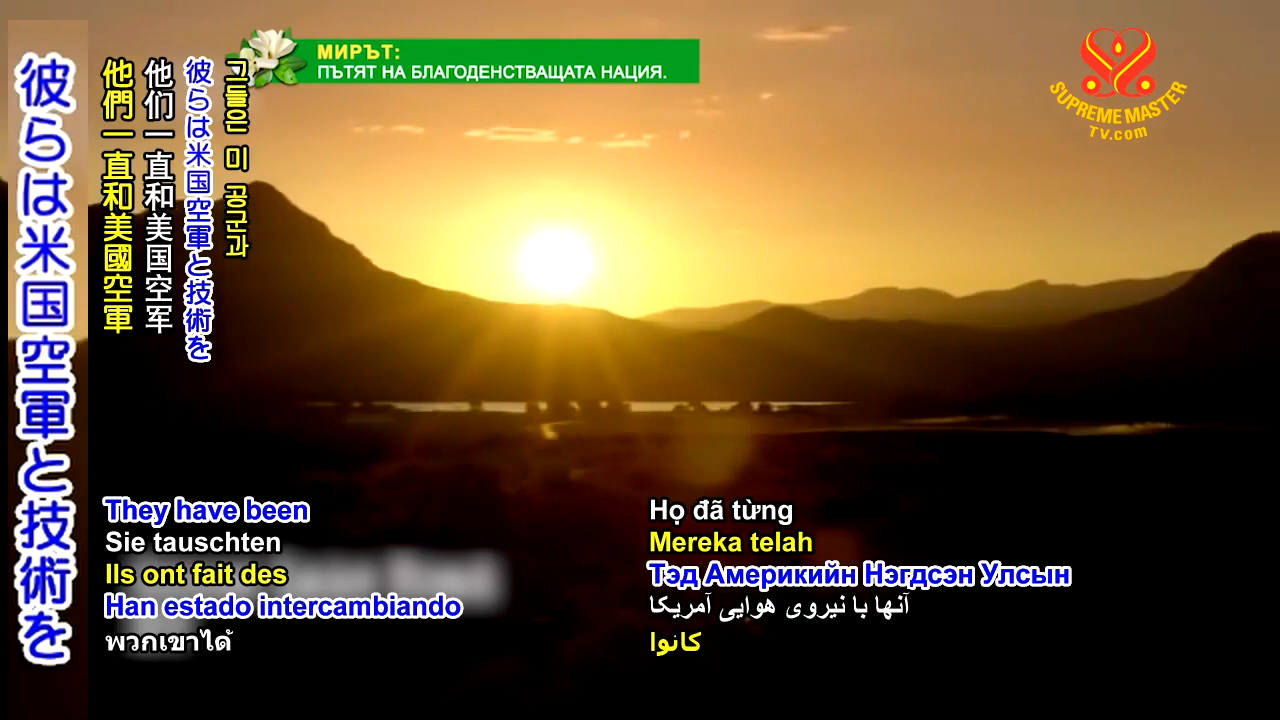 彼らは米国空軍と技術を
他們一直和美國空軍
他们一直和美国空军
彼らは米国空軍と技術を
그들은 미 공군과
МИРЪТ:
ПЪТЯТ НА БЛАГОДЕНСТВАЩАТА НАЦИЯ.
SUPREME MASTER
TV.com
They have been
Sie tauschten
Ils ont fait des
Han estado intercambiando
พวกเขาได้
Họ đã từng
Mereka telah
Тэд Америкийн Нэгдсэн Улсын
آنها با نیروی هوایی آمریکا
كانوا